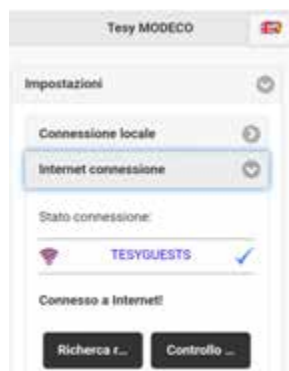 Tesy MODECO
Impostazioni
Connessione locale
Internet connessione
Stato connessione:
TESYGUESTS
Connesso a Internet!
Richerca r... Controllo ...